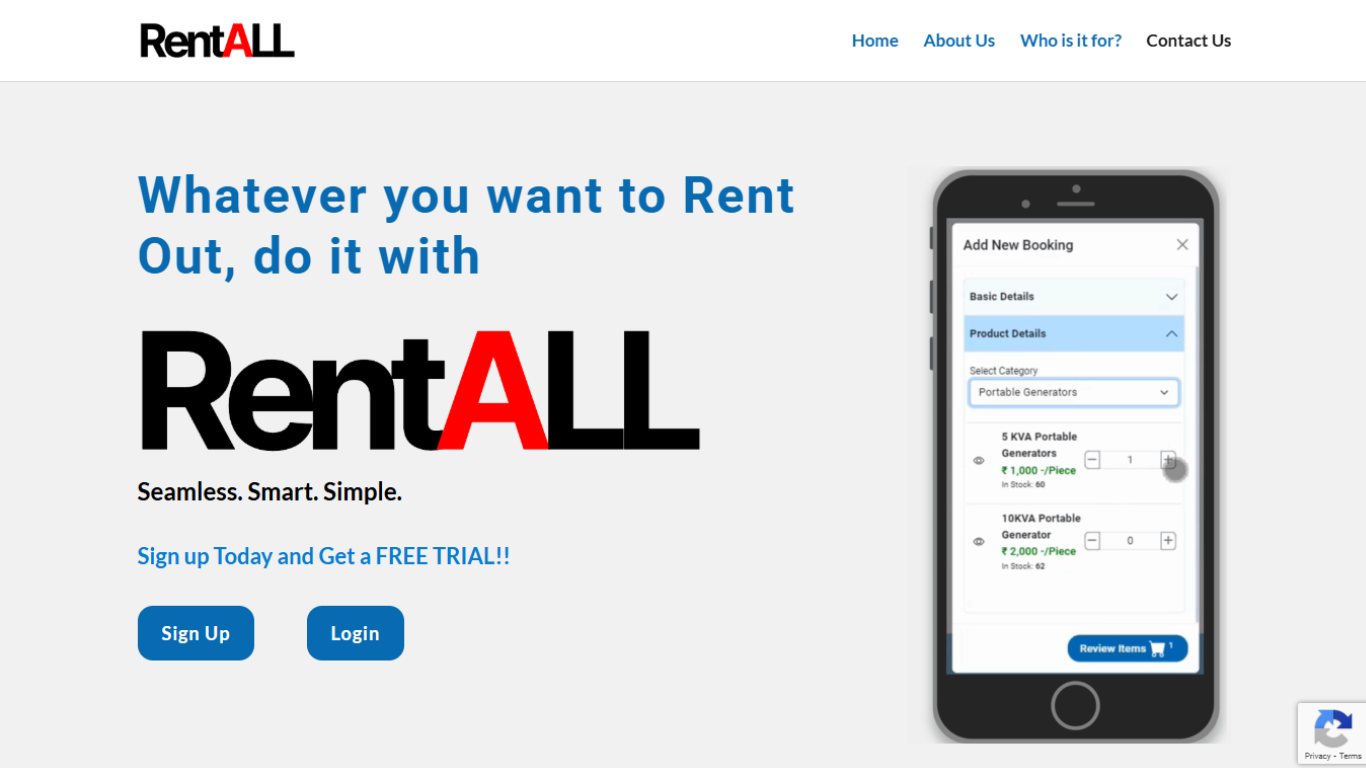 RentALL
Home
About Us
Who is it for?
Contact Us
Whatever you want to Rent
Out, do it with
RentALL
Seamless. Smart. Simple.
Sign up Today and Get a FREE TRIAL!!
Sign Up
Login
Add New Booking
Basic Details
Product Details
Select Category
Portable Generators
5 KVA Portable
Generators
₹ 1,000 -/Piece
In Stock: 60
1
10KVA Portable
Generator
₹ 2,000 -/Piece
In Stock: 62
0
Review Items 1
Privacy - Terms